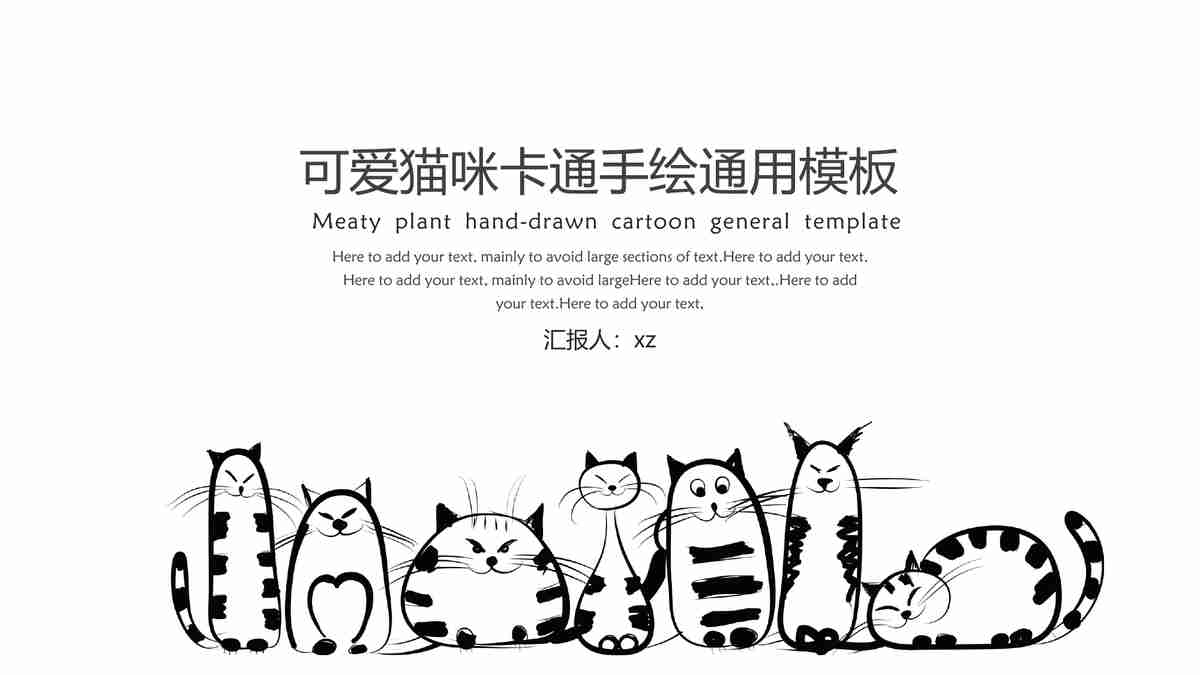 可爱猫咪卡通手绘通用模板
Meaty plant hand-drawn cartoon general template
Here to add your text, mainly to avoid large sections of text.Here to add your text.
Here to add your text, mainly to avoid largeHere to add your text..Here to add
your text.Here to add your text.
汇报人：xz